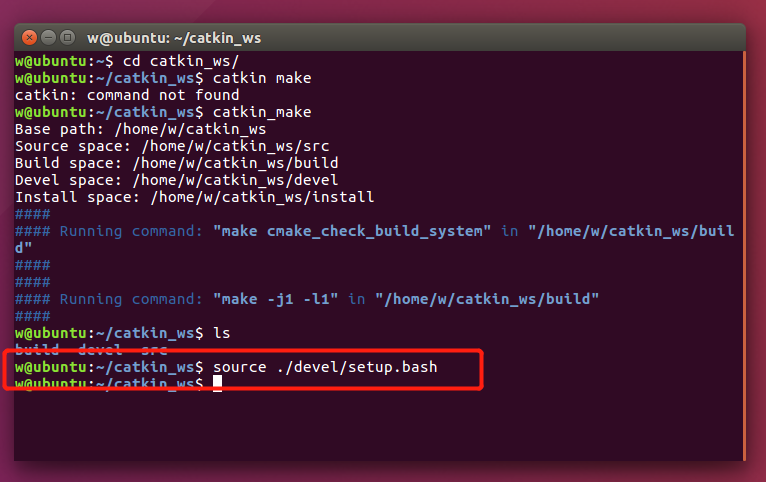 w@ubuntu: ~/catkin_ws
w@ubuntu:~$ cd catkin_ws/
w@ubuntu:~/catkin_ws$ catkin make
catkin: command not found
w@ubuntu:~/catkin_ws$ catkin_make
Base path: /home/w/catkin_ws
Source space: /home/w/catkin_ws/src
Build space: /home/w/catkin_ws/build
Devel space: /home/w/catkin_ws/devel
Install space: /home/w/catkin_ws/install
####
#### Running command: "make cmake_check_build_system" in "/home/w/catkin_ws/buil
d"
####
####
#### Running command: "make -j1 -l1" in "/home/w/catkin_ws/build"
####
w@ubuntu:~/catkin_ws$ ls
build devel src
w@ubuntu:~/catkin_ws$ source ./devel/setup.bash
w@ubuntu:~/catkin_ws$